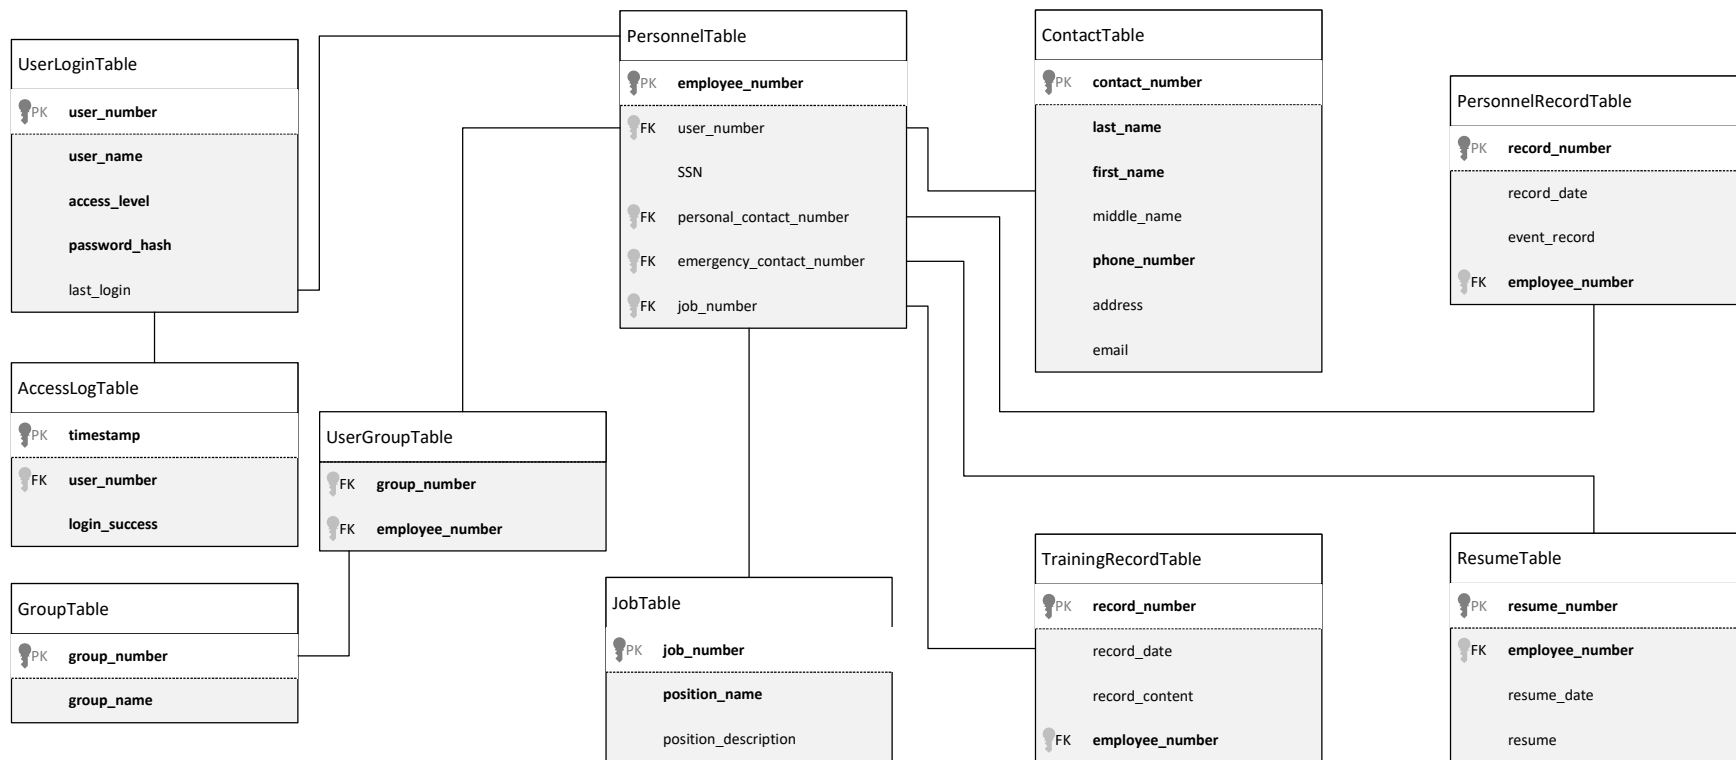 UserLoginTable
PK user_number
user_name
access_level
password_hash
last_login
AccessLogTable
PK timestamp
FK user_number
login_success
GroupTable
PK group_number
group_name
UserGroupTable
FK group_number
FK employee_number
PersonnelTable
PK employee_number
FK user_number
SSN
FK personal_contact_number
FK emergency_contact_number
FK job_number
JobTable
PK job_number
position_name
position_description
ContactTable
PK contact_number
last_name
first_name
middle_name
phone_number
address
email
TrainingRecordTable
PK record_number
record_date
record_content
FK employee_number
PersonnelRecordTable
PK record_number
record_date
event_record
FK employee_number
ResumeTable
PK resume_number
FK employee_number
resume_date
resume